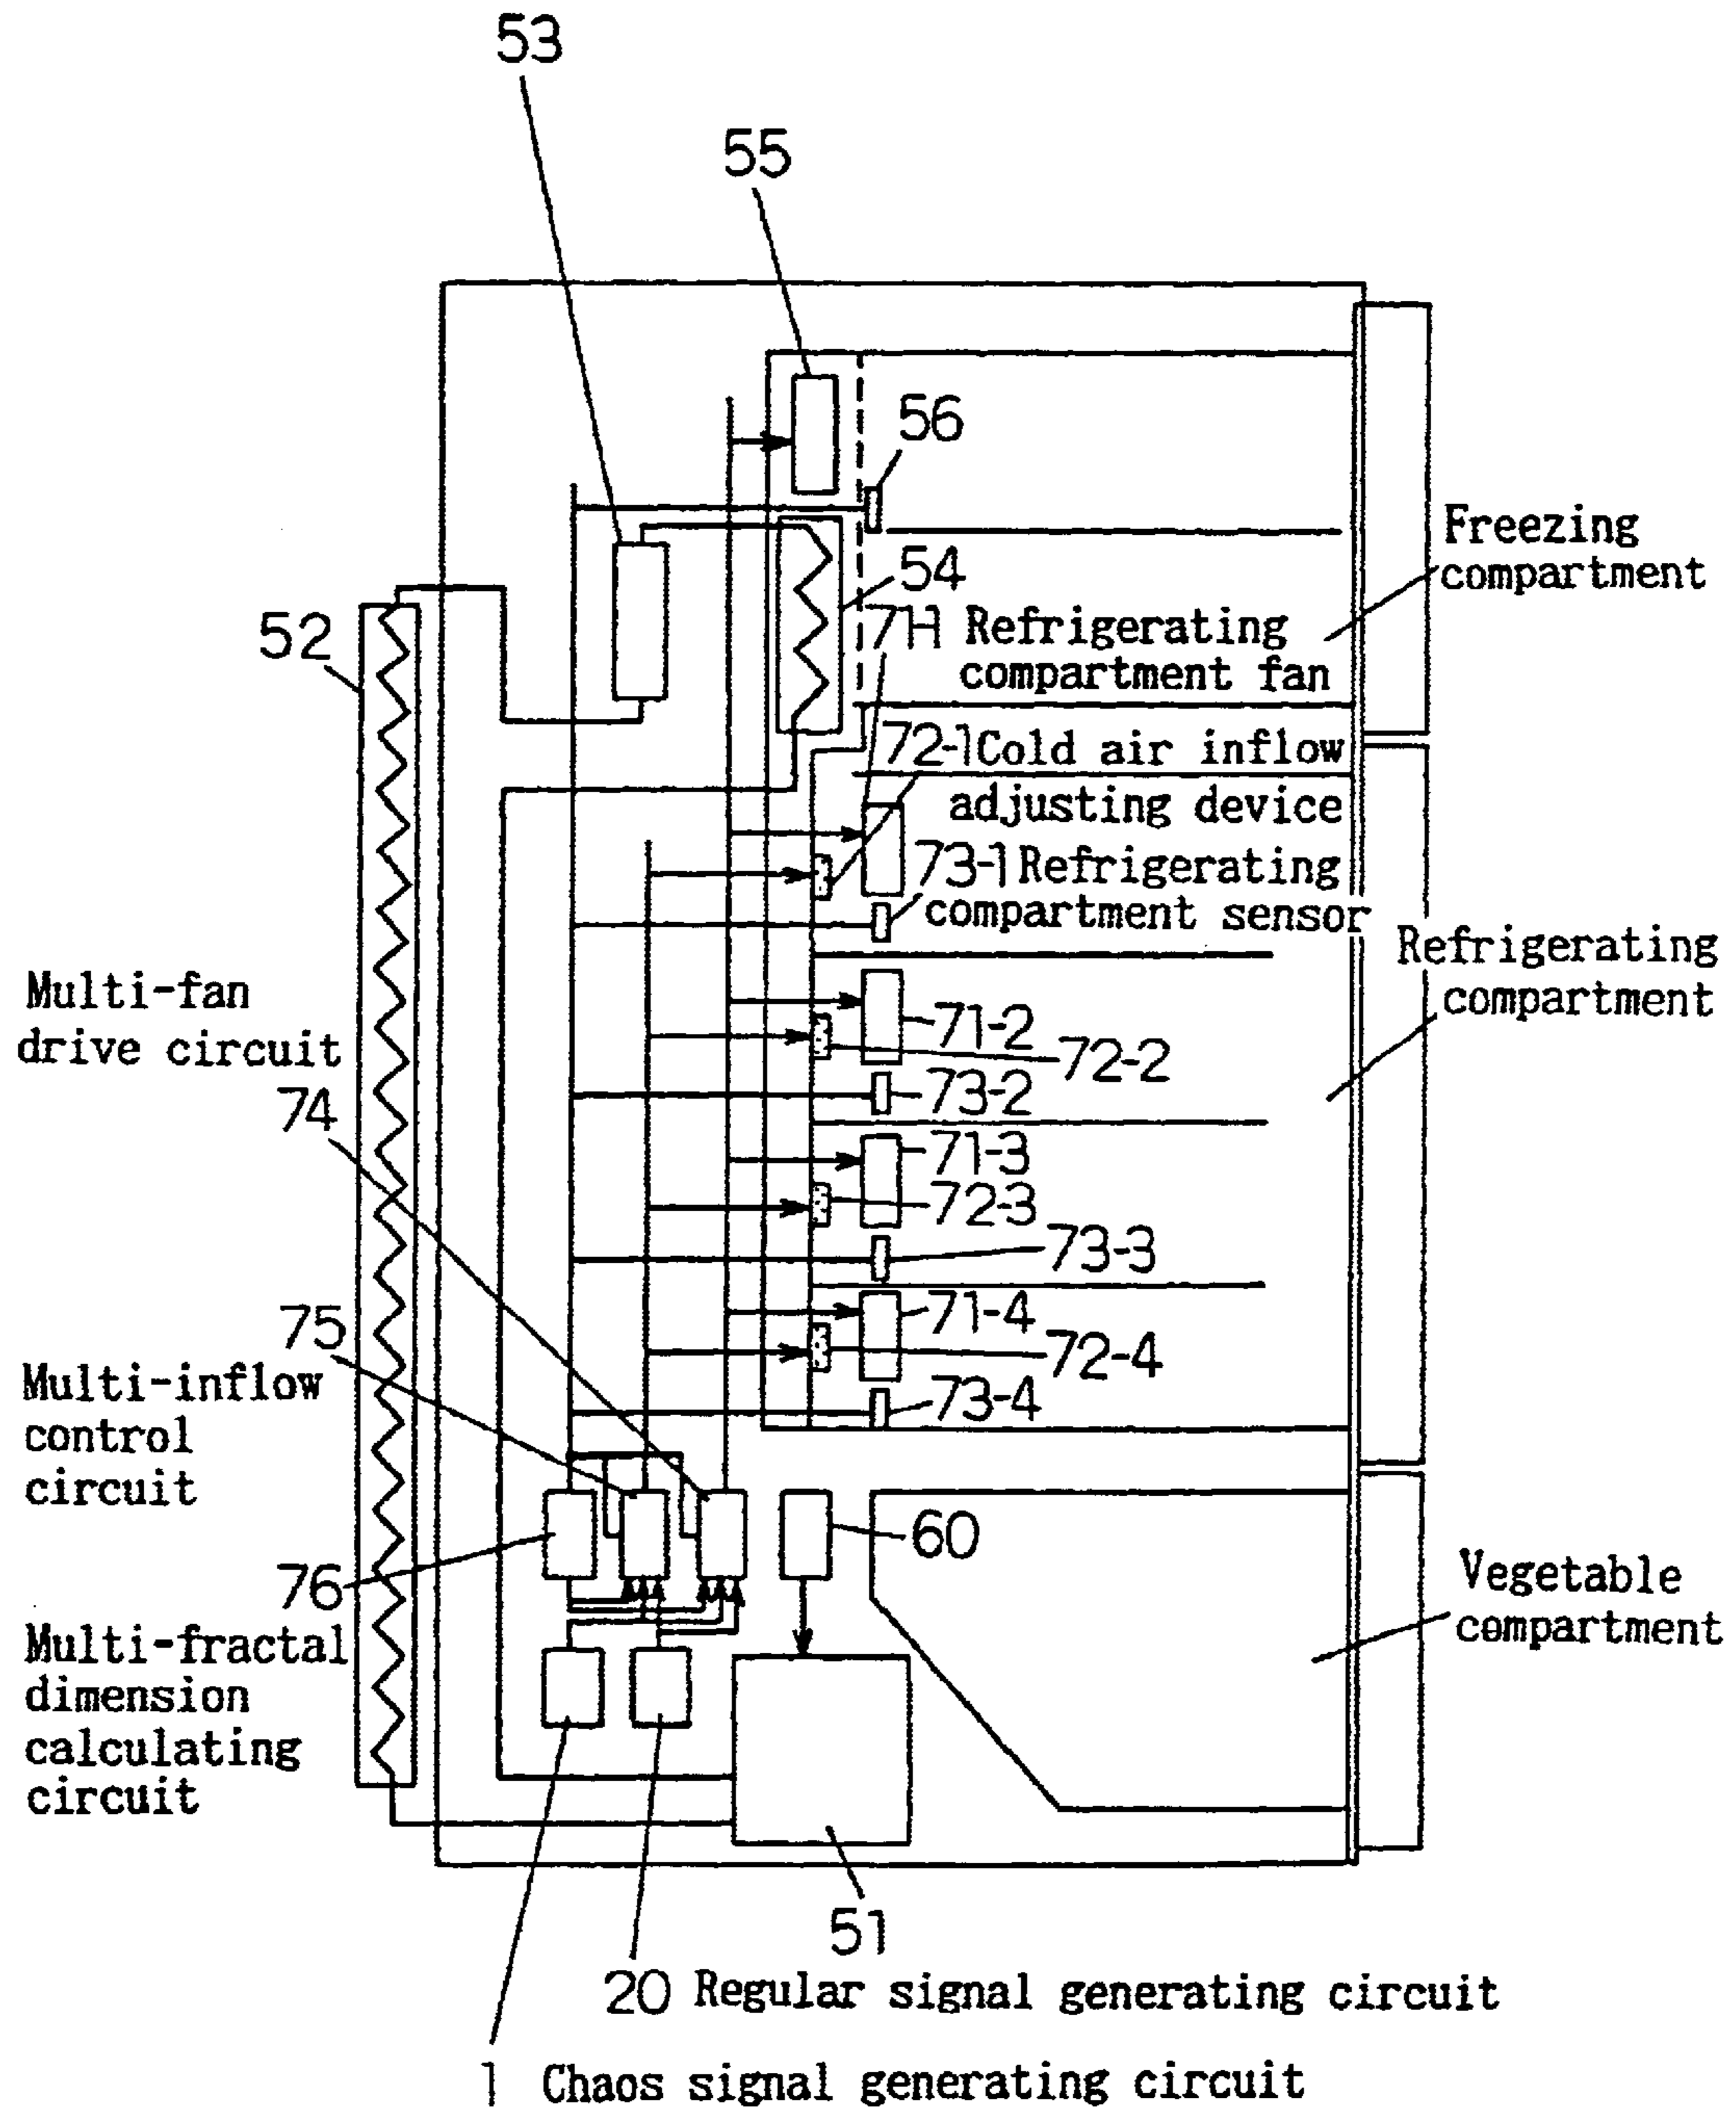 53
55
56
Freezing
compartment
54
52
71-1 Refrigerating
compartment fan
72-1 Cold air inflow
adjusting device
73-1 Refrigerating
compartment sensor
Refrigerating
compartment
Multi-fan
drive circuit
74
71-2
72-2
73-2
71-3
72-3
73-3
71-4
72-4
73-4
75
Multi-inflow
control
circuit
60
76
Multi-fractal
dimension
calculating
circuit
Vegetable
compartment
51
20 Regular signal generating circuit
1 Chaos signal generating circuit